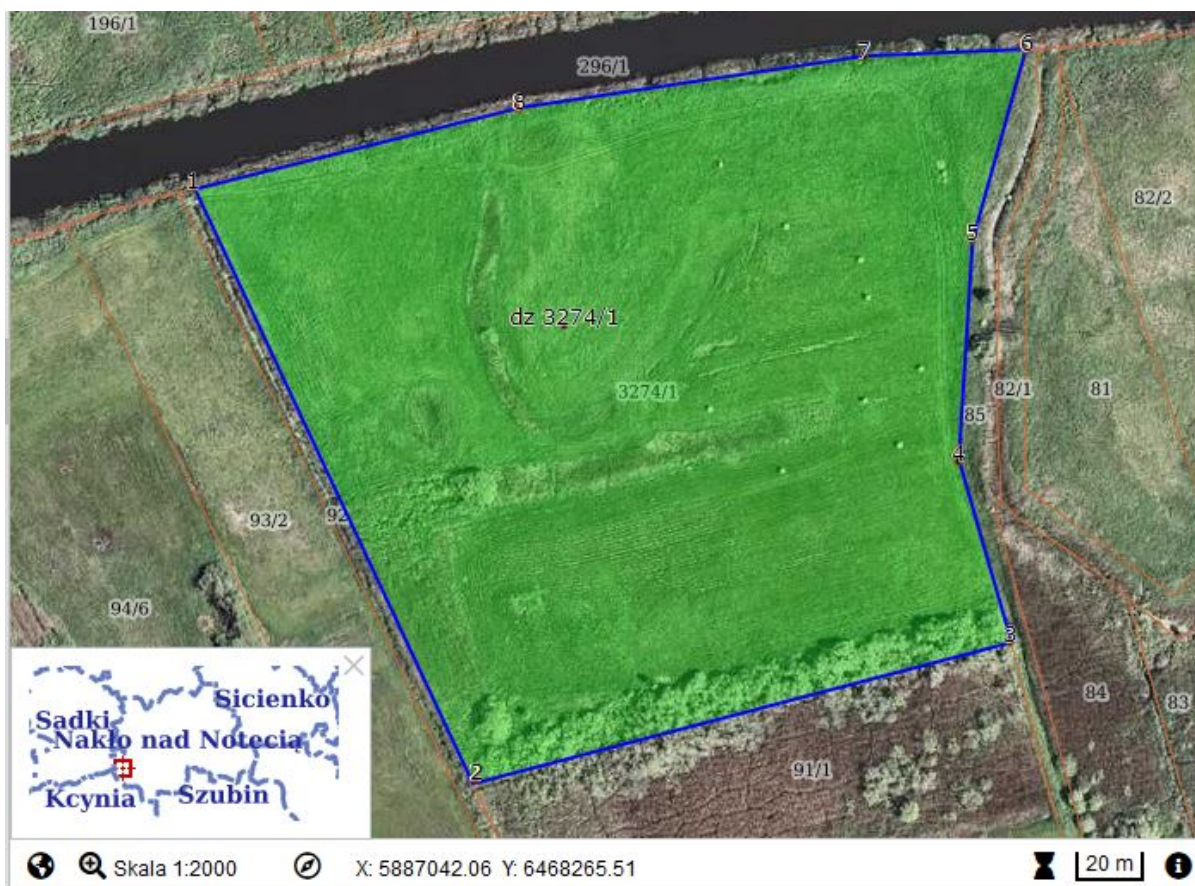 196/1
296/1
7
6
8
1
82/2
5
dz 3274/1
3274/1
82/1
81
85
4
93/2
92
94/6
3
84
83
2
91/1
Sicienko
Sadki
Nakło nad Notecią
Kcynia
Szubin
Skala 1:2000
X: 5887042.06 Y: 6468265.51
20 m